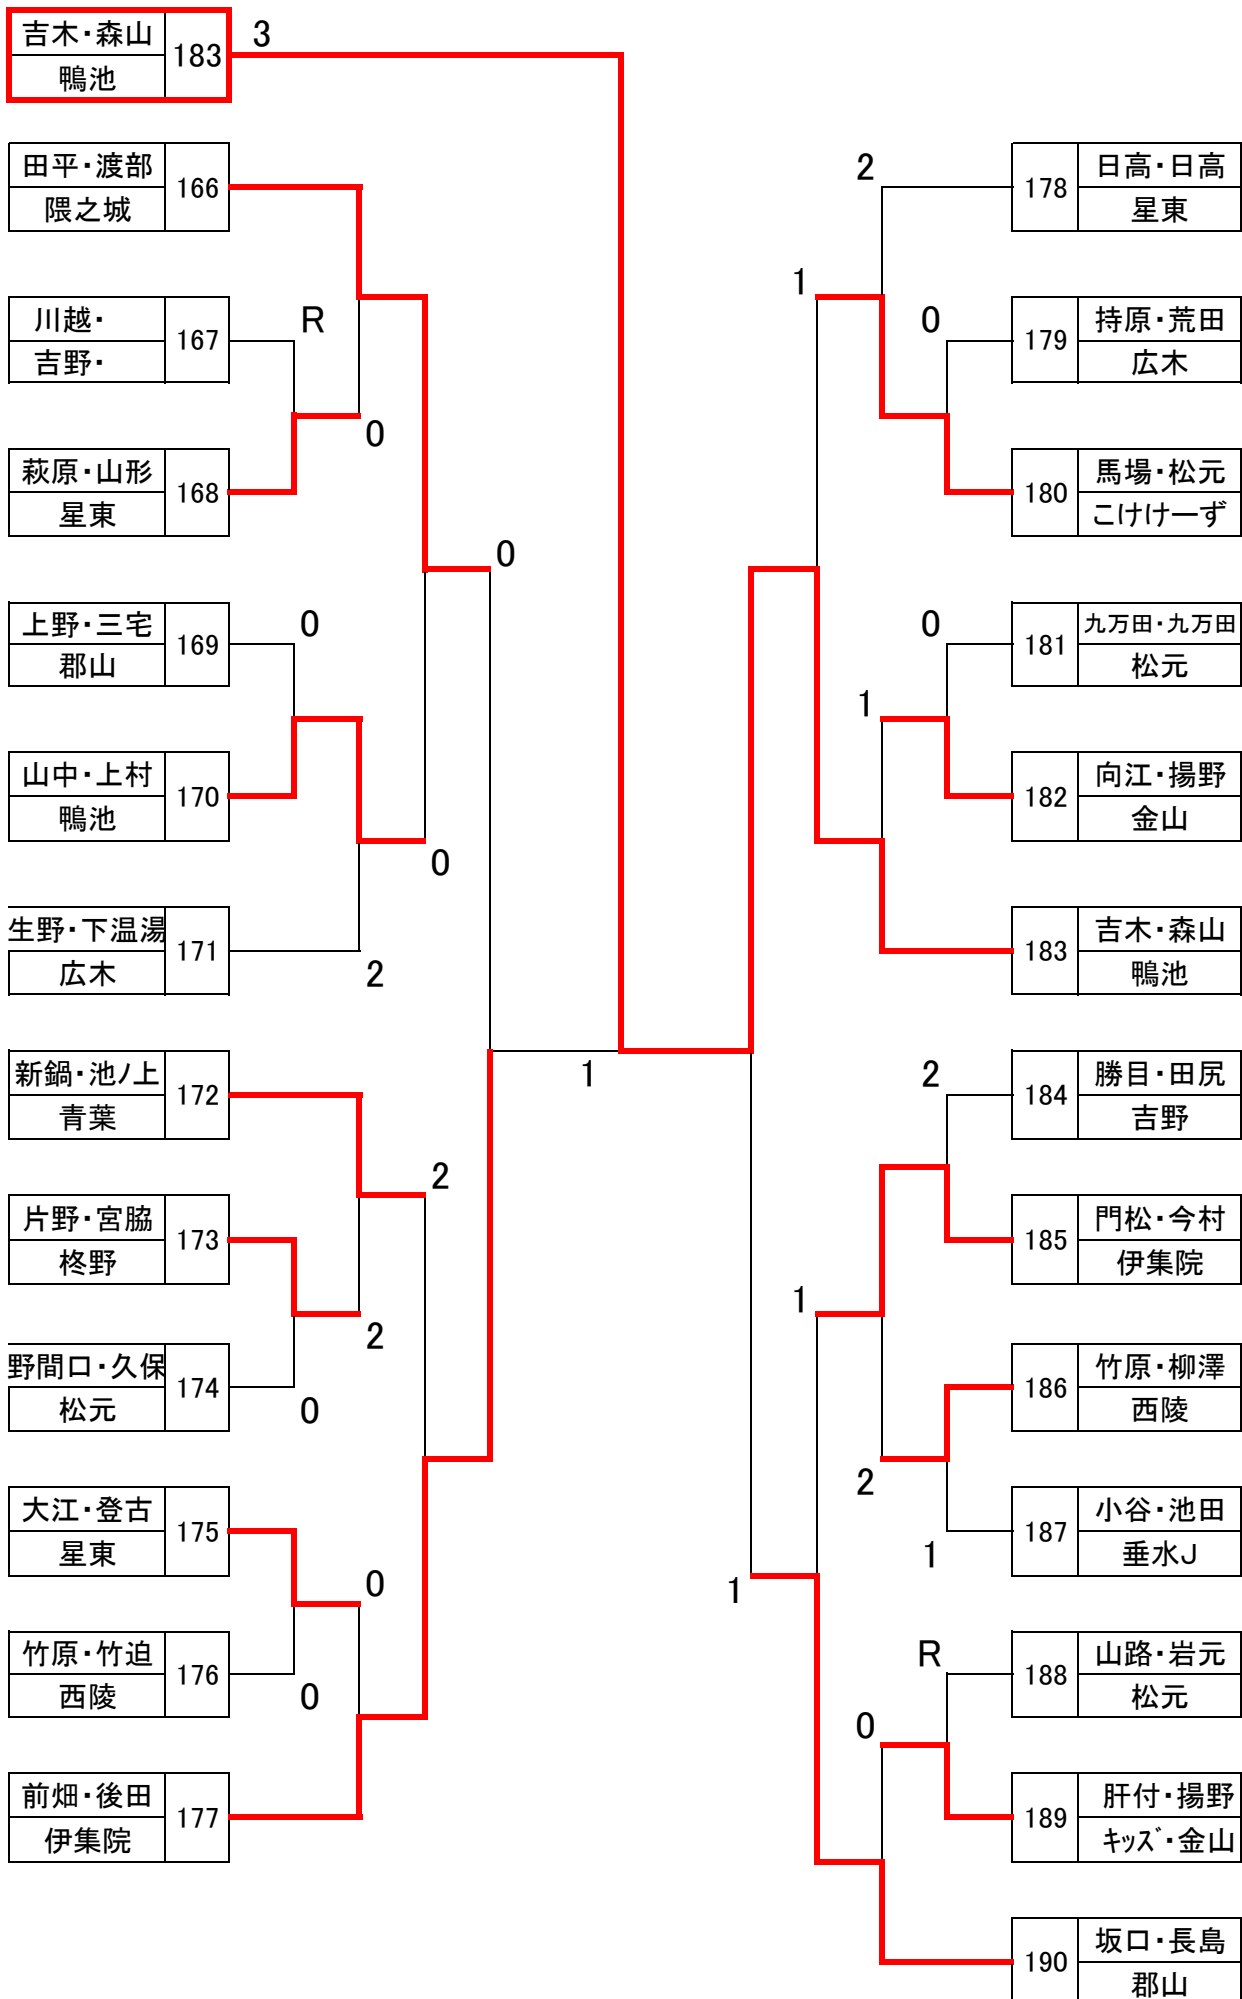 吉木・森山
183
鴨池
3
田平・渡部
166
隈之城
川越・
167
吉野・
R
萩原・山形
168
星東
0
上野・三宅
169
郡山
0
0
山中・上村
170
鴨池
0
生野・下温湯
171
広木
2
新鍋・池ノ上
172
青葉
2
片野・宮脇
173
柊野
2
野間口・久保
174
松元
0
大江・登古
175
星東
0
竹原・竹迫
176
西陵
0
前畑・後田
177
伊集院
1
2
178
日高・日高
星東
1
0
179
持原・荒田
広木
180
馬場・松元
こけけーず
0
181
九万田・九万田
松元
1
182
向江・揚野
金山
183
吉木・森山
鴨池
2
184
勝目・田尻
吉野
185
門松・今村
伊集院
1
186
竹原・柳澤
西陵
2
187
小谷・池田
垂水J
1
1
R
188
山路・岩元
松元
0
189
肝付・揚野
キッズ・金山
190
坂口・長島
郡山